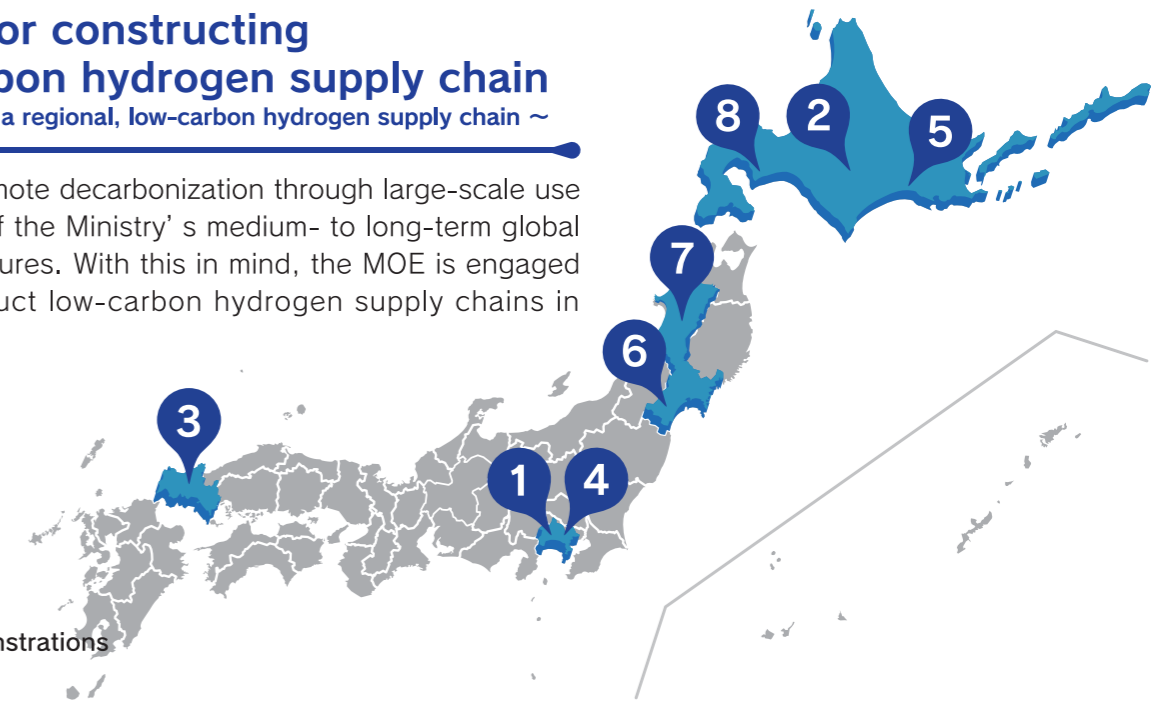 or constructing
bon hydrogen supply chain
a regional, low-carbon hydrogen supply chain ~
mote decarbonization through large-scale use
f the Ministry' s medium- to long-term global
ures. With this in mind, the MOE is engaged
uct low-carbon hydrogen supply chains in
8
2
5
7
6
3
1
4
nstrations